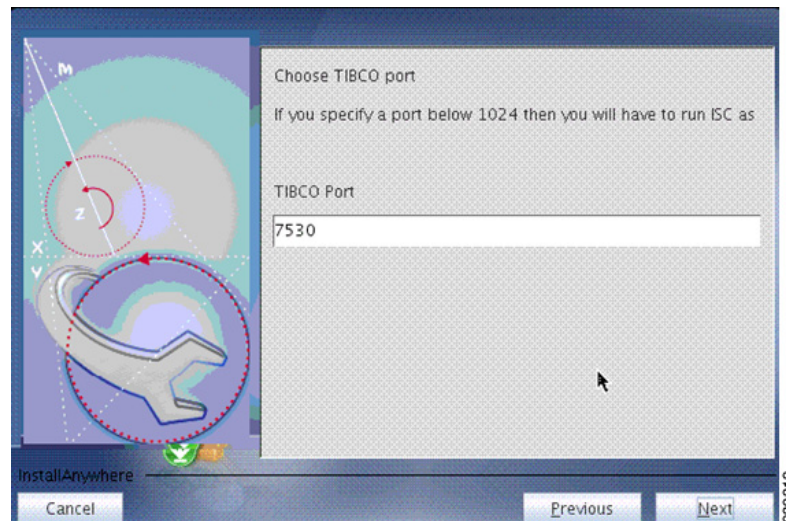 M
Z
X
Y
Choose TIBCO port
If you specify a port below 1024 then you will have to run ISC as
TIBCO Port
7530
InstallAnywhere
Cancel
Previous
Next